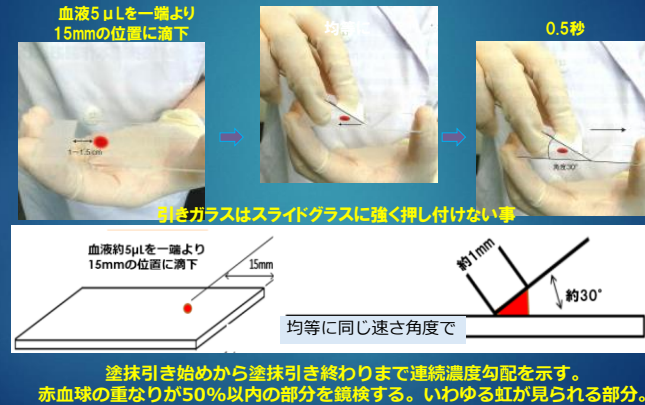 血液5μLを一端より
15mmの位置に滴下
均等に
0.5秒
1~1.5cm
角度30°
引きガラスはスライドグラスに強く押し付けない事
血液約5μLを一端より
15mmの位置に滴下
15mm
約1mm
約30°
均等に同じ速さ角度で
塗抹引き始めから塗抹引き終わりまで連続濃度勾配を示す。
赤血球の重なりが50%以内の部分を鏡検する。いわゆる虹が見られる部分。